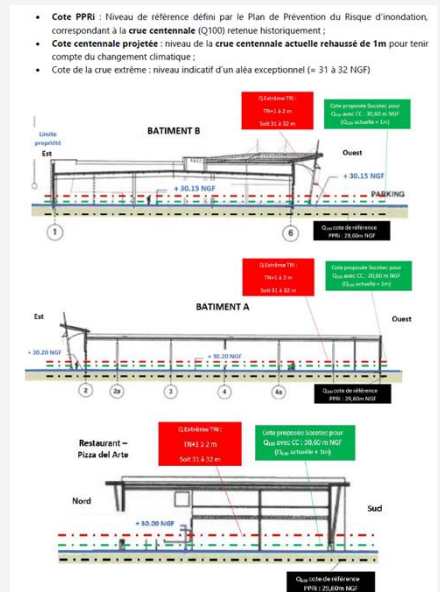 • Cote PPRi : Niveau de référence défini par le Plan de Prévention du Risque d'inondation,
correspondant à la crue centennale (Q100) retenue historiquement ;
• Cote centennale projetée : niveau de la crue centennale actuelle rehaussé de 1m pour tenir
compte du changement climatique ;
• Cote de la crue extrême : niveau indicatif d'un aléa exceptionnel (= 31 à 32 NGF)
Q.Extrême TRI :
TN+1 à 2 m
Soit 31 à 32 m
Cote proposée Socotec pour
Q₁₀₀ avec CC : 30,60 m NGF
(Q₁₀₀ actuelle + 1m)
Limite
propriété
BATIMENT B
Est
Ouest
+ 30.15 NGF
+ 30.15 NGF
PARKING
1
6
Q₁₀₀ cote de référence
PPRi : 29,60m NGF
Q.Extrême TRI :
TN+1 à 2 m
Soit 31 à 32 m
Cote proposée Socotec pour
Q₁₀₀ avec CC : 30,60 m NGF
(Q₁₀₀ actuelle + 1m)
BATIMENT A
Est
Ouest
+ 30.20 NGF
+ 30.20 NGF
2
2a
3
4
4a
Q₁₀₀ cote de référence
PPRi : 29,60m NGF
Q.Extrême TRI :
TN+1 à 2 m
Soit 31 à 32 m
Cote proposée Socotec pour
Q₁₀₀ avec CC : 30,60 m NGF
(Q₁₀₀ actuelle + 1m)
Restaurant –
Pizza del Arte
Nord
Sud
+ 30.00 NGF
Q₁₀₀ cote de référence
PPRi : 29,60m NGF